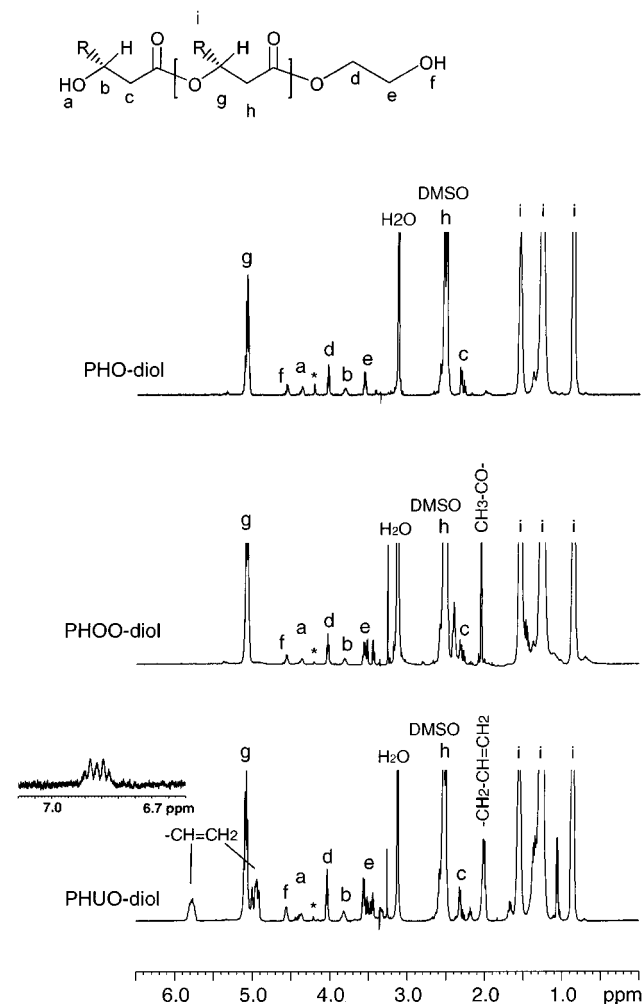 i
R H O R H O
HO a b c O g h O d e OH f
DMSO
H2O h i i i
g
PHO-diol f a * d b e c
CH3-CO-
DMSO
H2O h i i i
g
PHOO-diol f a * d b e c
-CH2-CH=CH2
DMSO
H2O h i i i
g
7.0 6.7 ppm
-CH=CH2
PHUO-diol f a * d b e c
6.0 5.0 4.0 3.0 2.0 1.0 ppm